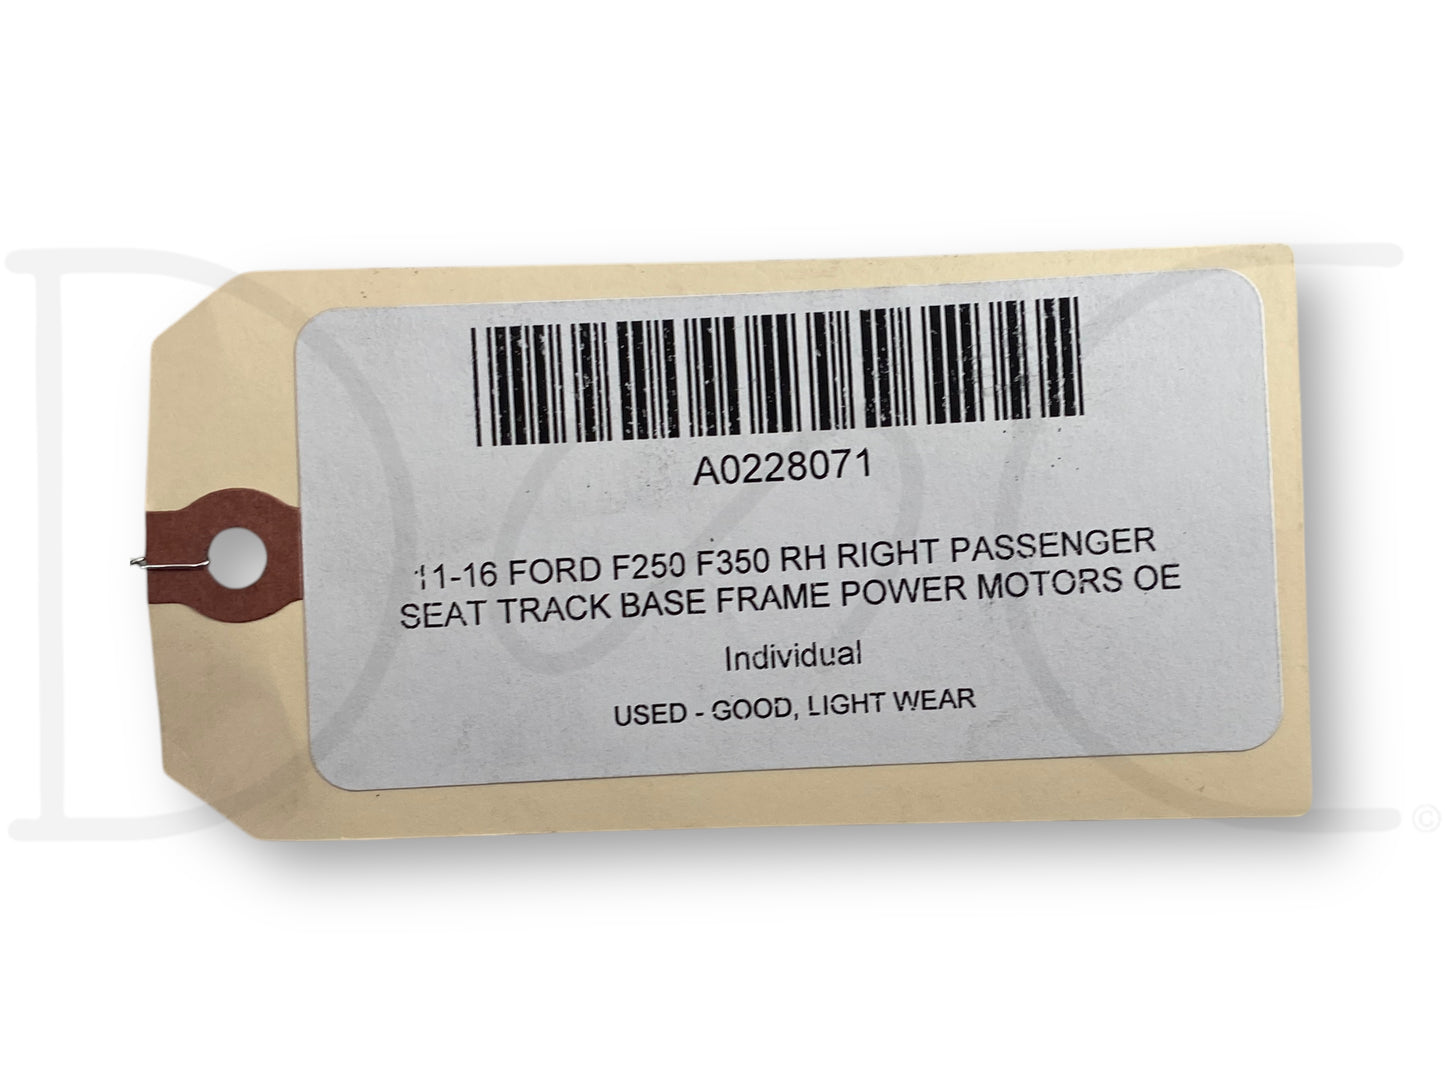 A0228071
11-16 FORD F250 F350 RH RIGHT PASSENGER
SEAT TRACK BASE FRAME POWER MOTORS OE
Individual
USED - GOOD, LIGHT WEAR